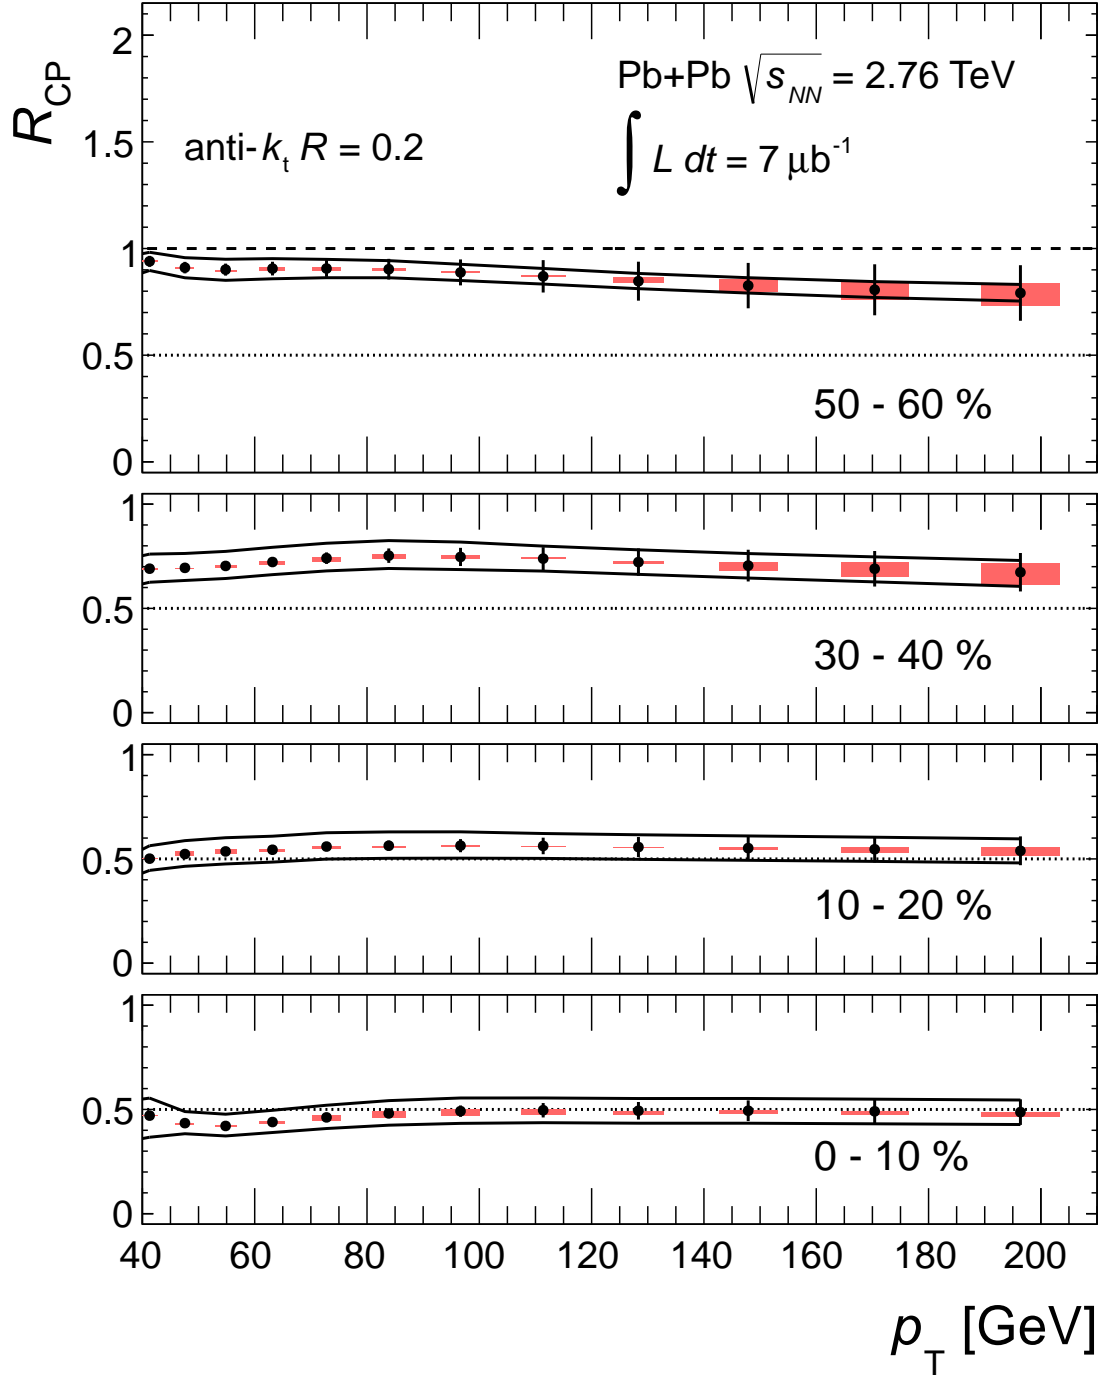 R_CP
2
1.5
1
0.5
0
Pb+Pb √s_NN = 2.76 TeV
∫ L dt = 7 μb^-1
anti-k_t R = 0.2
50 - 60 %
1
0.5
0
30 - 40 %
1
0.5
0
10 - 20 %
1
0.5
0
0 - 10 %
40 60 80 100 120 140 160 180 200
p_T [GeV]